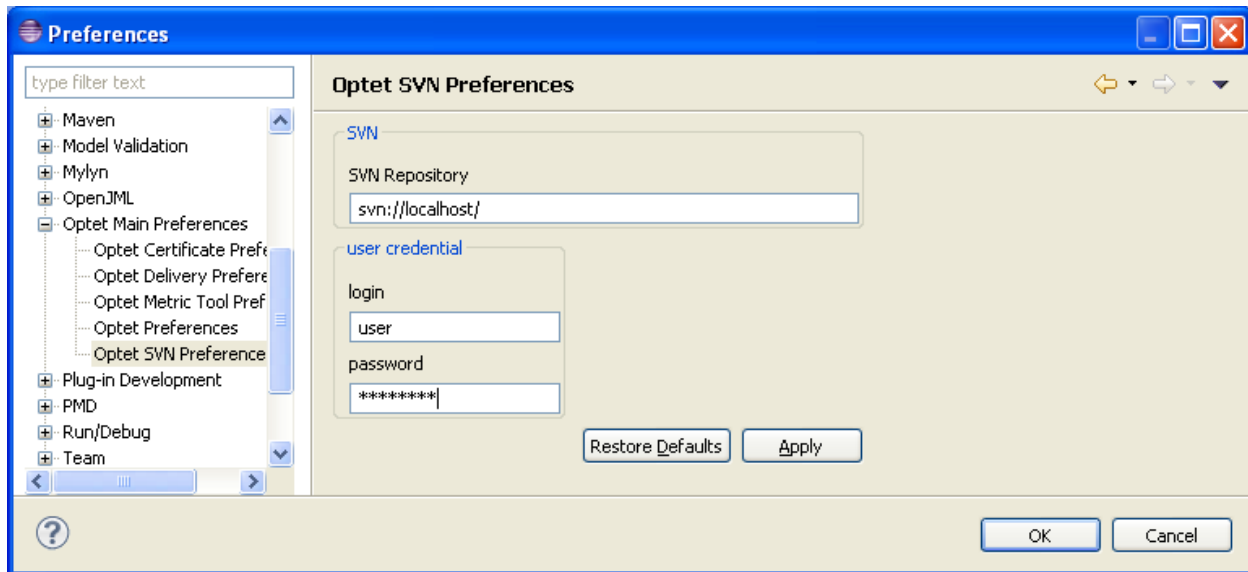 Preferences
type filter text
Maven
Model Validation
Mylyn
OpenJML
Optet Main Preferences
Optet Certificate Prefe
Optet Delivery Prefere
Optet Metric Tool Pref
Optet Preferences
Optet SVN Preference
Plug-in Development
PMD
Run/Debug
Team
Optet SVN Preferences
SVN
SVN Repository
svn://localhost/
user credential
login
user
password
********
Restore Defaults Apply
? OK Cancel